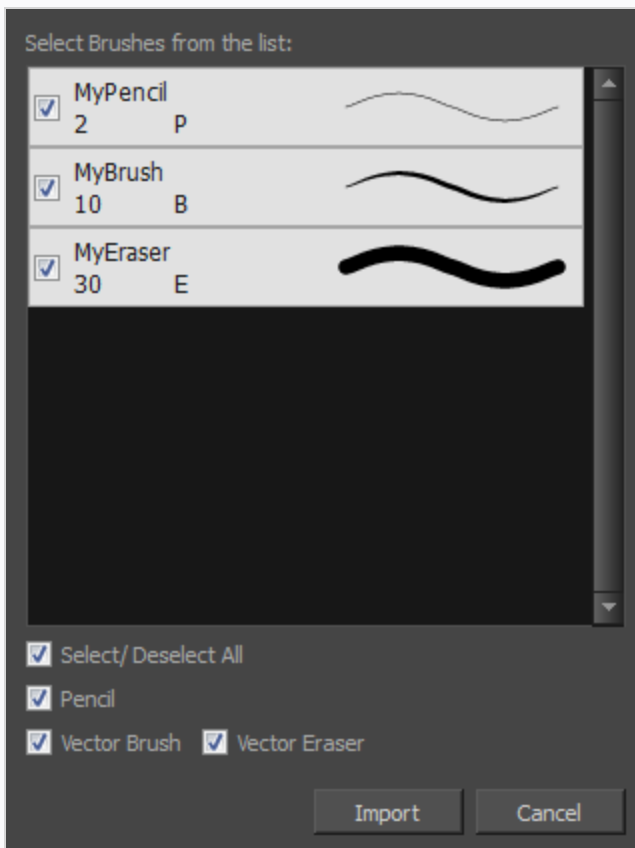 Select Brushes from the list:
MyPencil
2 P
MyBrush
10 B
MyEraser
30 E
Select/ Deselect All
Pencil
Vector Brush Vector Eraser
Import Cancel